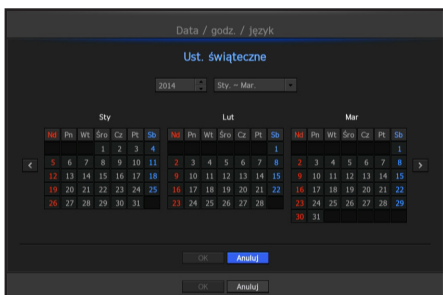 Data / godz. / język
Ust. świąteczne
2014 Sty. – Mar.
Sty Lut Mar
Nd Pn Wt Śro Cz Pt Sb Nd Pn Wt Śro Cz Pt Sb Nd Pn Wt Śro Cz Pt Sb
1 2 3 4 1 1
5 6 7 8 9 10 11 2 3 4 5 6 7 8 2 3 4 5 6 7 8
12 13 14 15 16 17 18 9 10 11 12 13 14 15 9 10 11 12 13 14 15
19 20 21 22 23 24 25 16 17 18 19 20 21 22 16 17 18 19 20 21 22
26 27 28 29 30 31 23 24 25 26 27 28 23 24 25 26 27 28 29
30 31
OK Anuluj
OK Anuluj